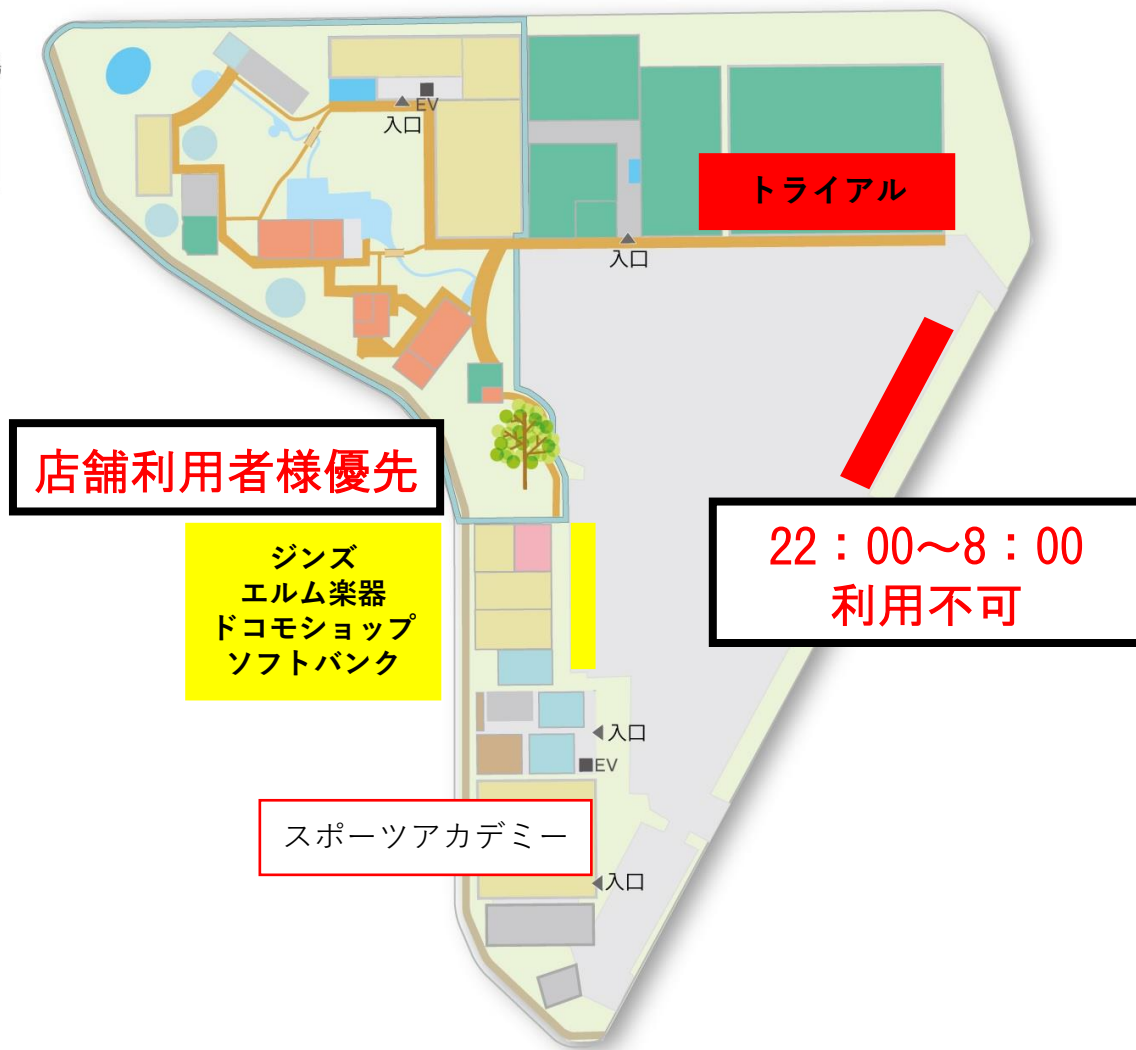 EV
入口
トライアル
入口
店舗利用者様優先
22：00～8：00
利用不可
ジンズ
エルム楽器
ドコモショップ
ソフトバンク
入口
EV
スポーツアカデミー
入口